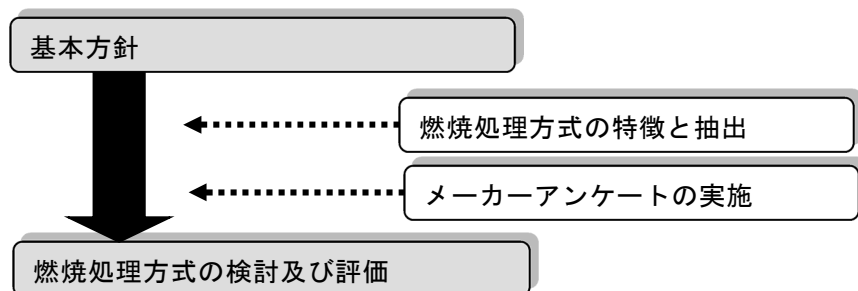 基本方針
燃焼処理方式の特徴と抽出
メーカーアンケートの実施
燃焼処理方式の検討及び評価